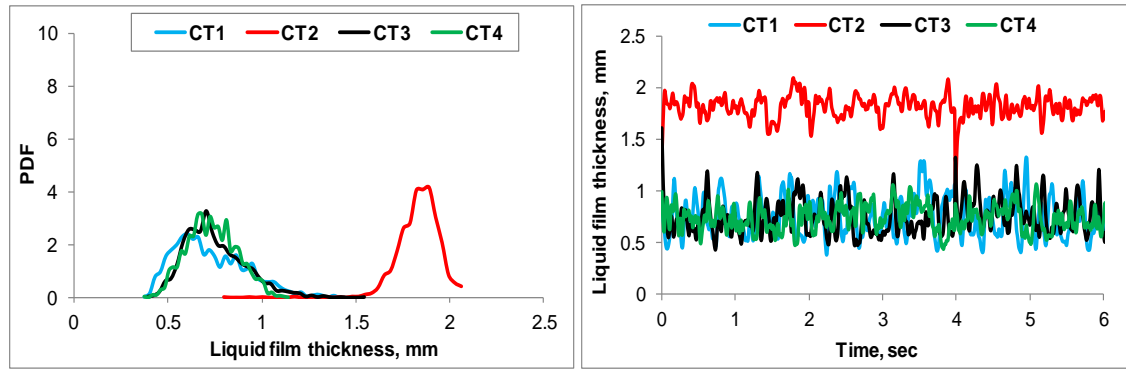 CT1 CT2 CT3 CT4
PDF
10
8
6
4
2
0
0 0.5 1 1.5 2 2.5
Liquid film thickness, mm
CT1 CT2 CT3 CT4
Liquid film thickness, mm
2.5
2
1.5
1
0.5
0
0 1 2 3 4 5 6
Time, sec